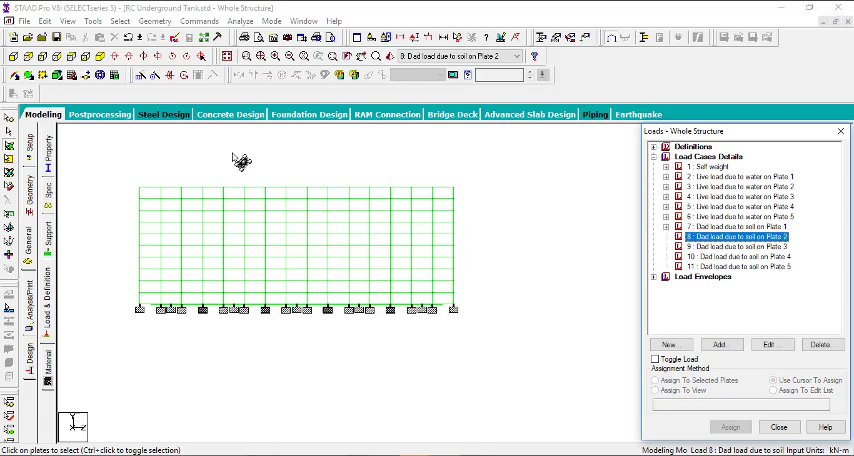 STAAD.Pro V8i (SELECTseries 5) - [RC Underground Tank.std - Whole Structure]
File Edit View Tools Select Geometry Commands Analyze Mode Window Help
8: Dad load due to soil on Plate 2
Modeling Postprocessing Steel Design Concrete Design Foundation Design RAM Connection Bridge Deck Advanced Slab Design Piping Earthquake
Setup
Geometry
General
Analysis/Print
Design
Property
Spec
Support
Load & Definition
Material
Y
X
Z
Loads - Whole Structure
Definitions
Load Cases Details
1 : Self weight
2 : Live load due to water on Plate 1
3 : Live load due to water on Plate 2
4 : Live load due to water on Plate 3
5 : Live load due to water on Plate 4
6 : Live load due to water on Plate 5
7 : Dad load due to soil on Plate 1
8 : Dad load due to soil on Plate 2
9 : Dad load due to soil on Plate 3
10 : Dad load due to soil on Plate 4
11 : Dad load due to soil on Plate 5
Load Envelopes
New... Add... Edit ... Delete...
Toggle Load
Assignment Method
Assign To Selected Plates Use Cursor To Assign
Assign To View Assign To Edit List
Assign Close Help
Click on plates to select (Ctrl+click to toggle selection) Modeling Mo Load 8 : Dad load due to soil Input Units: kN-m